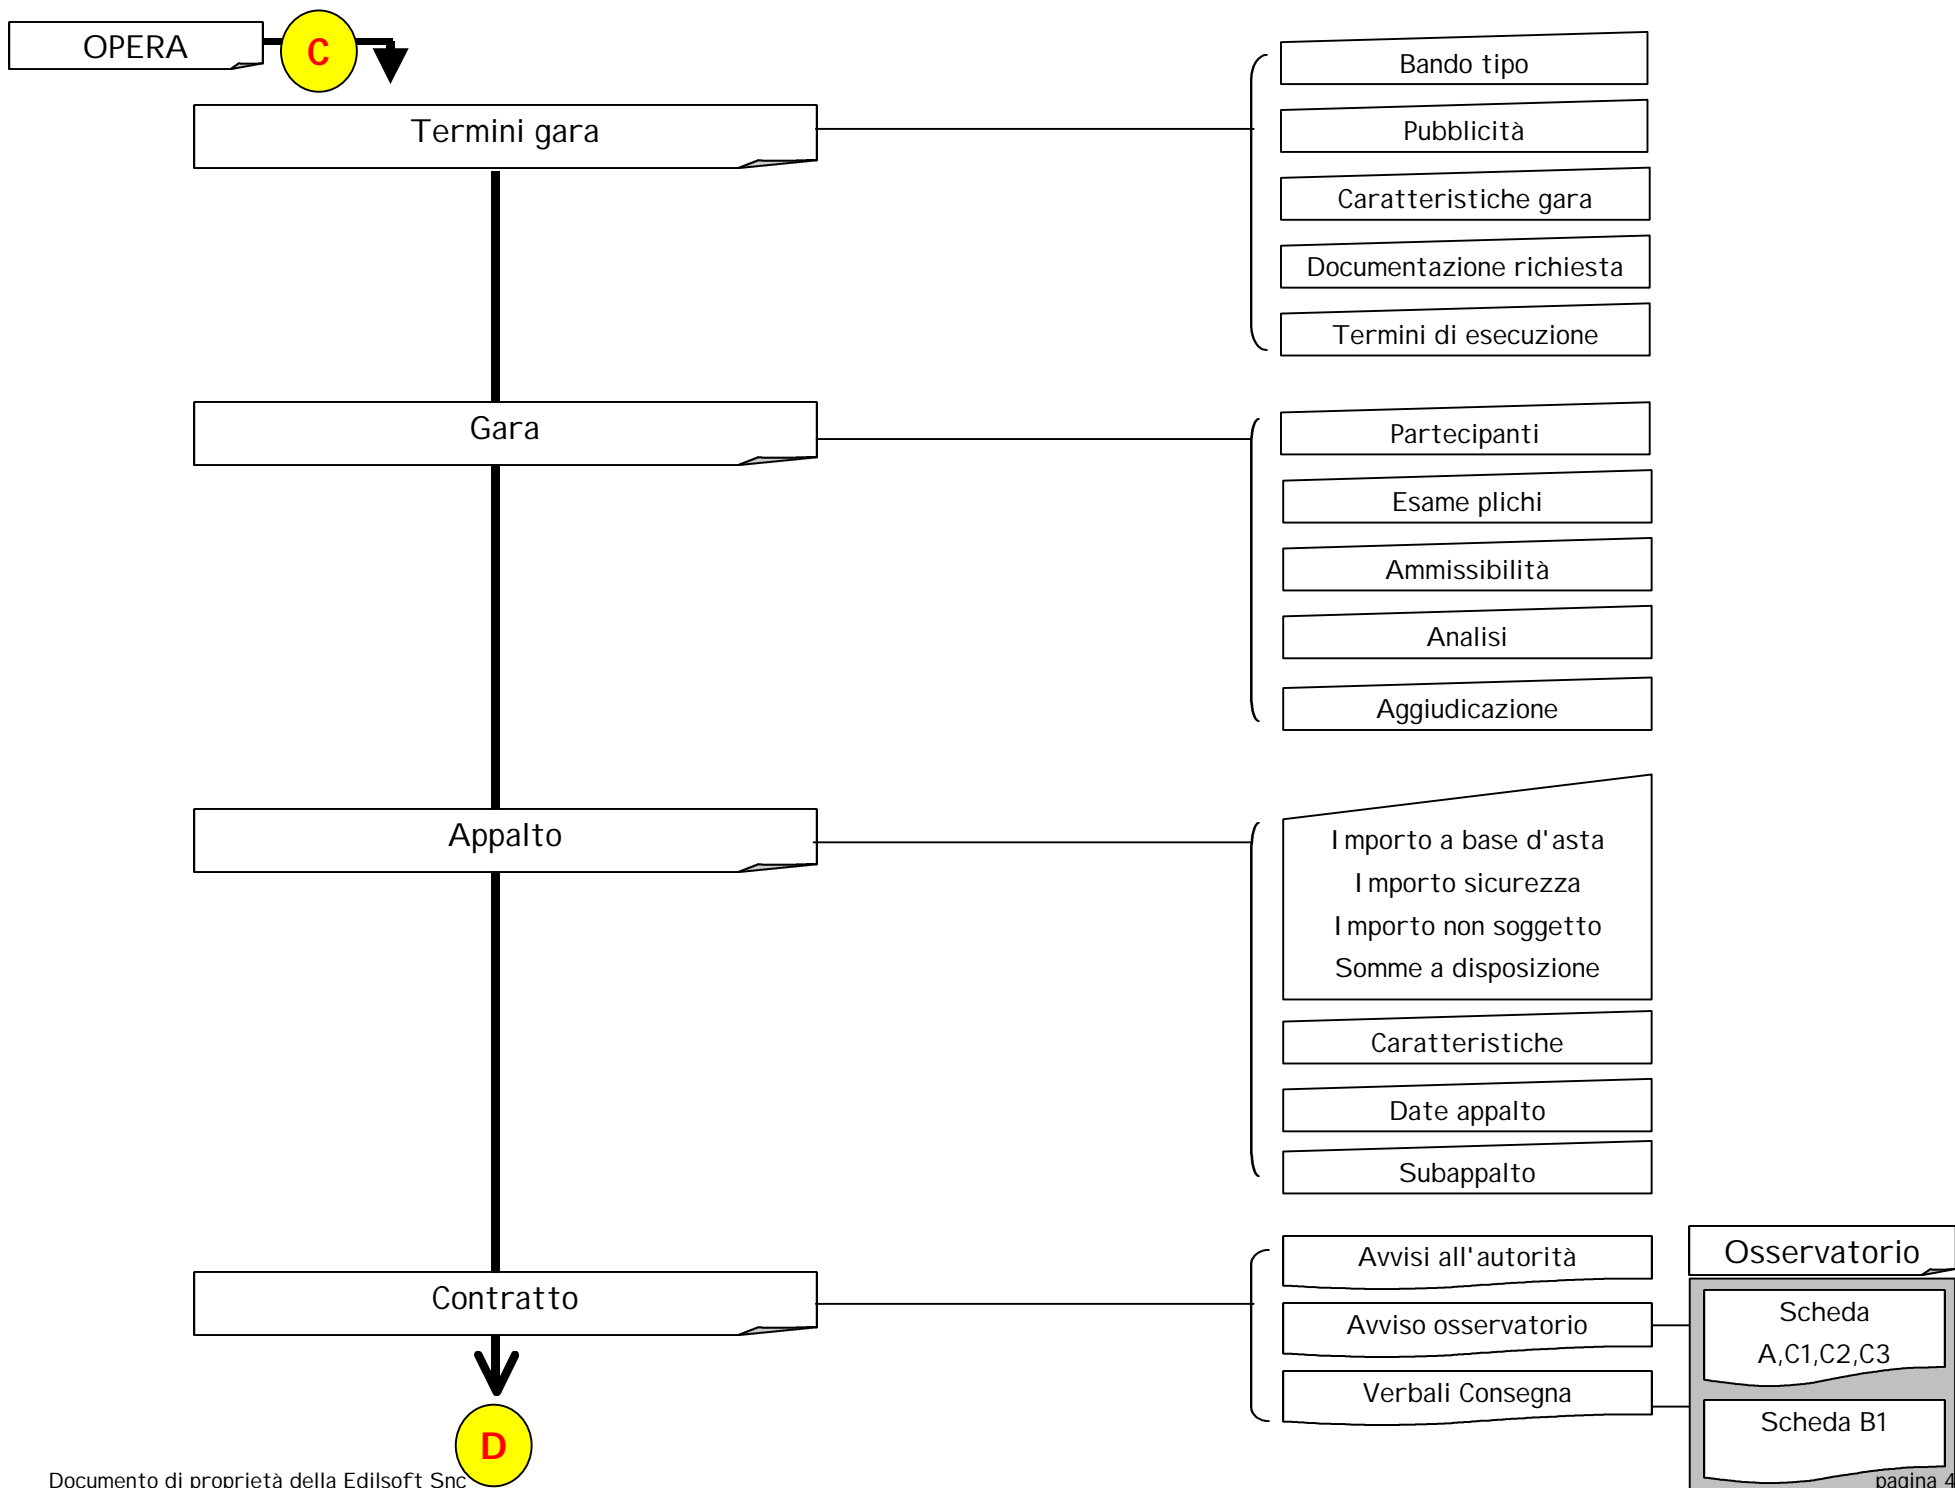 OPERA
C
Termini gara
Bando tipo
Pubblicità
Caratteristiche gara
Documentazione richiesta
Termini di esecuzione
Gara
Partecipanti
Esame plichi
Ammissibilità
Analisi
Aggiudicazione
Appalto
Importo a base d'asta
Importo sicurezza
Importo non soggetto
Somme a disposizione
Caratteristiche
Date appalto
Subappalto
Contratto
Avvisi all'autorità
Avviso osservatorio
Verbali Consegna
Osservatorio
Scheda
A,C1,C2,C3
Scheda B1
D
Documento di proprietà della Edilsoft Snc
pagina 4